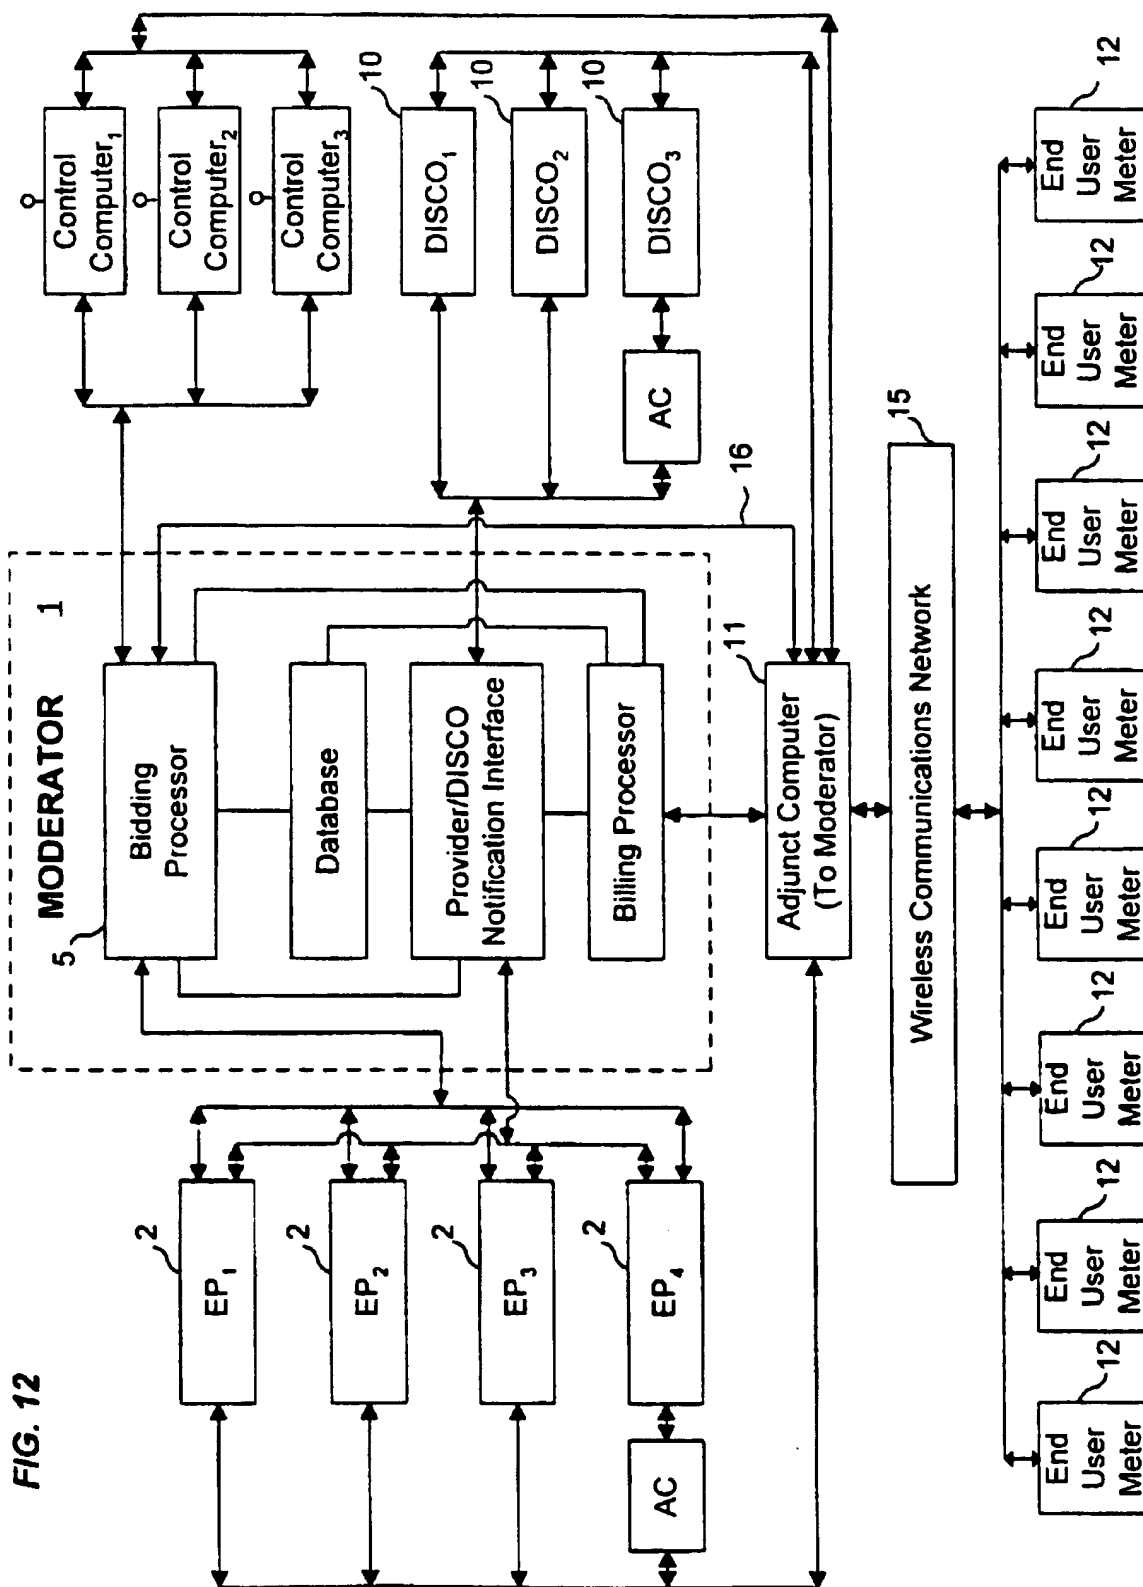 FIG. 12
MODERATOR
1
5
Bidding
Processor
Database
Provider/DISCO
Notification Interface
Billing Processor
2
EP1
2
EP2
2
EP3
2
EP4
AC
Control
Computer1
Control
Computer2
Control
Computer3
10
DISCO1
10
DISCO2
10
DISCO3
AC
16
11
Adjunct Computer
(To Moderator)
15
Wireless Communications Network
12
End
User
Meter
12
End
User
Meter
12
End
User
Meter
12
End
User
Meter
12
End
User
Meter
12
End
User
Meter
12
End
User
Meter
12
End
User
Meter